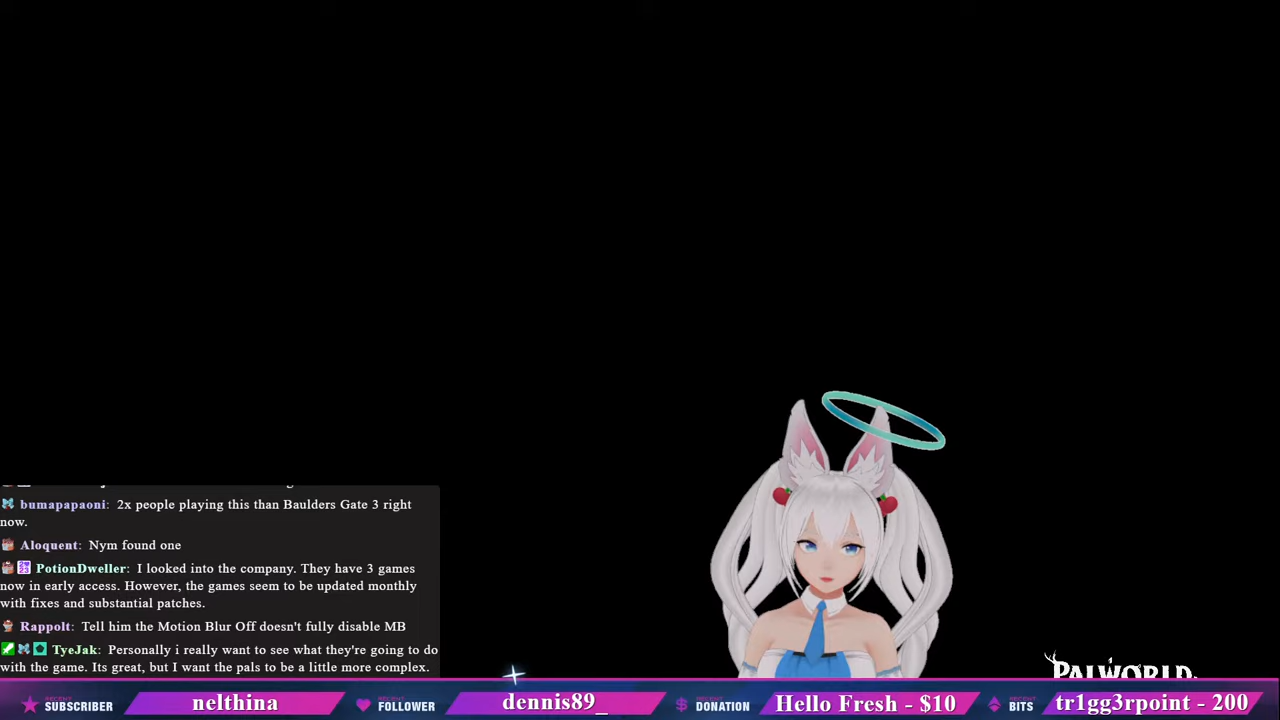 bumapapaoni: 2x people playing this than Baulders Gate 3 right
now.
Aloquent: Nym found one
PotionDweller: I looked into the company. They have 3 games
now in early access. However, the games seem to be updated monthly
with fixes and substantial patches.
Rappolt: Tell him the Motion Blur Off doesn't fully disable MB
TyeJak: Personally i really want to see what they're going to do
with the game. Its great, but I want the pals to be a little more complex.
PALWORLD
RECENT
SUBSCRIBER
nelthina
RECENT
FOLLOWER
dennis89_
RECENT
DONATION
Hello Fresh - $10
RECENT
BITS
tr1gg3rpoint - 200